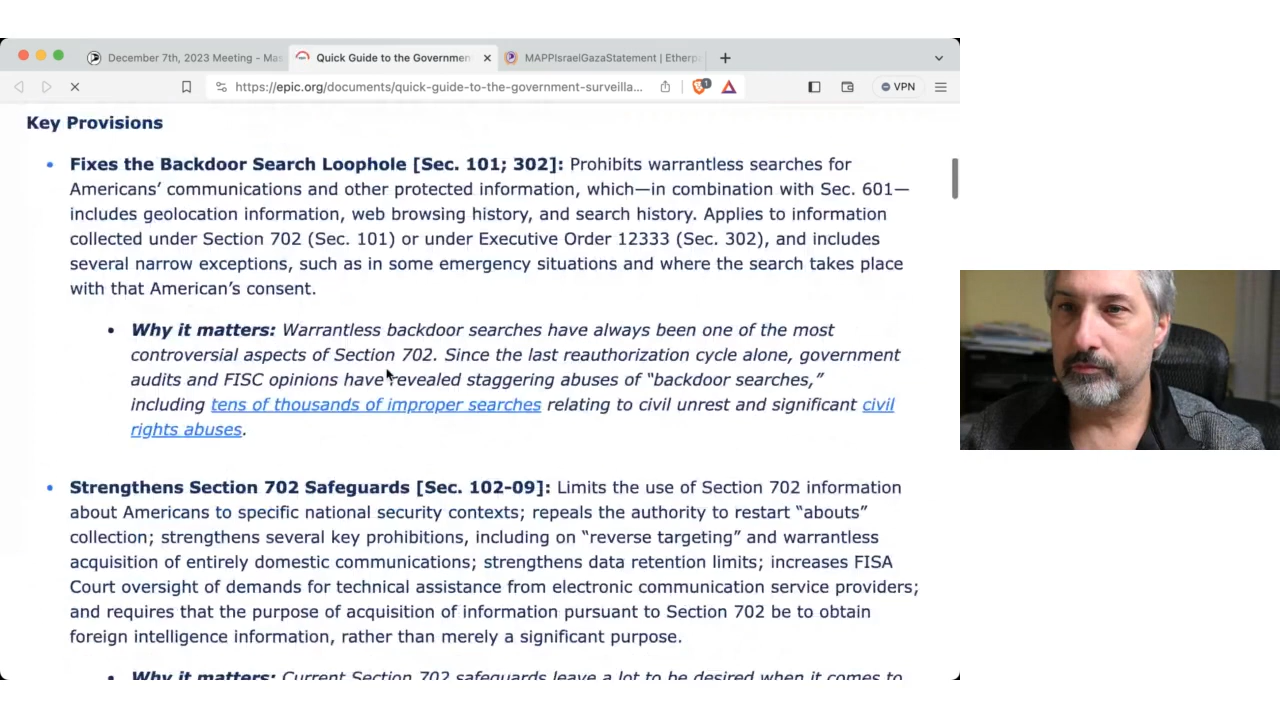 December 7th, 2023 Meeting - Mas
Quick Guide to the Governmen
MAPPIsraelGazaStatement | Etherp
https://epic.org/documents/quick-guide-to-the-government-surveilla...
1
VPN
Key Provisions
• Fixes the Backdoor Search Loophole [Sec. 101; 302]: Prohibits warrantless searches for
Americans’ communications and other protected information, which—in combination with Sec. 601—
includes geolocation information, web browsing history, and search history. Applies to information
collected under Section 702 (Sec. 101) or under Executive Order 12333 (Sec. 302), and includes
several narrow exceptions, such as in some emergency situations and where the search takes place
with that American’s consent.
• Why it matters: Warrantless backdoor searches have always been one of the most
controversial aspects of Section 702. Since the last reauthorization cycle alone, government
audits and FISC opinions have revealed staggering abuses of “backdoor searches,”
including tens of thousands of improper searches relating to civil unrest and significant civil
rights abuses.
• Strengthens Section 702 Safeguards [Sec. 102-09]: Limits the use of Section 702 information
about Americans to specific national security contexts; repeals the authority to restart “abouts”
collection; strengthens several key prohibitions, including on “reverse targeting” and warrantless
acquisition of entirely domestic communications; strengthens data retention limits; increases FISA
Court oversight of demands for technical assistance from electronic communication service providers;
and requires that the purpose of acquisition of information pursuant to Section 702 be to obtain
foreign intelligence information, rather than merely a significant purpose.
• Why it matters: Current Section 702 safeguards leave a lot to be desired when it comes to